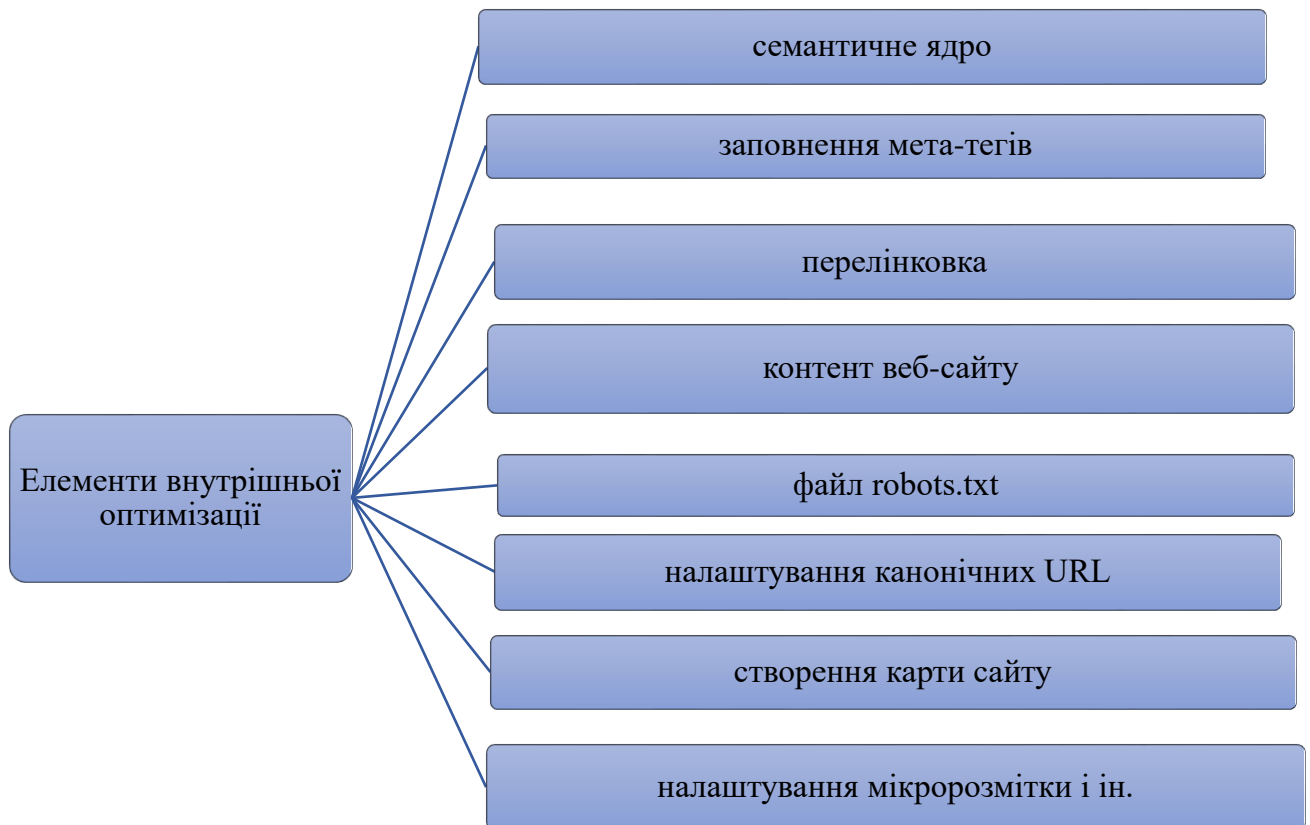 семантичне ядро
заповнення мета-тегів
перелінковка
контент веб-сайту
Елементи внутрішньої
оптимізації
файл robots.txt
налаштування канонічних URL
створення карти сайту
налаштування мікророзмітки і ін.